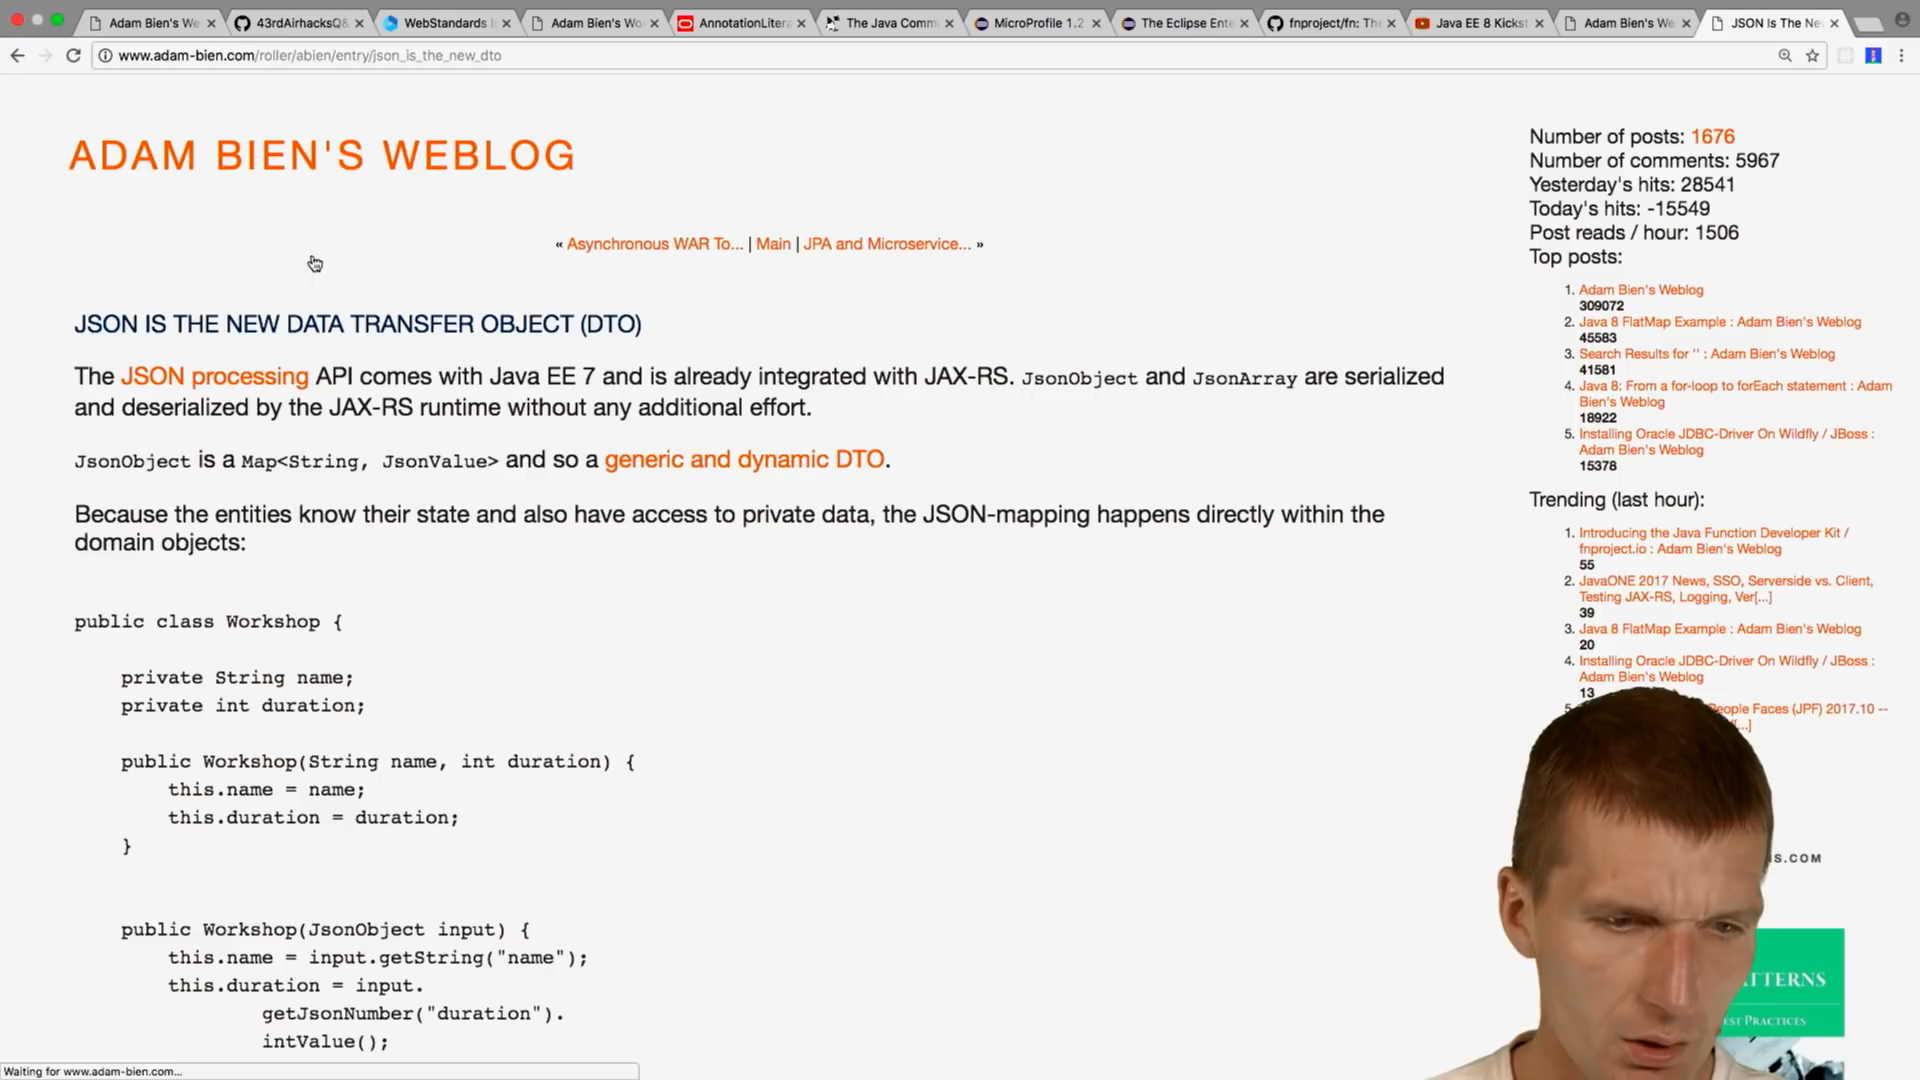 Adam Bien's We
43rdAirhacksQ&
WebStandards Ig
Adam Bien's Wo
AnnotationLitera
The Java Comm
MicroProfile 1.2
The Eclipse Ente
fnproject/fn: The
Java EE 8 Kickst
Adam Bien's We
JSON Is The Ne
www.adam-bien.com/roller/abien/entry/json_is_the_new_dto
ADAM BIEN'S WEBLOG
« Asynchronous WAR To... | Main | JPA and Microservice... »
JSON IS THE NEW DATA TRANSFER OBJECT (DTO)
The JSON processing API comes with Java EE 7 and is already integrated with JAX-RS. JsonObject and JsonArray are serialized
and deserialized by the JAX-RS runtime without any additional effort.
JsonObject is a Map<String, JsonValue> and so a generic and dynamic DTO.
Because the entities know their state and also have access to private data, the JSON-mapping happens directly within the
domain objects:
public class Workshop {
private String name;
private int duration;
public Workshop(String name, int duration) {
this.name = name;
this.duration = duration;
}
public Workshop(JsonObject input) {
this.name = input.getString("name");
this.duration = input.
getJsonNumber("duration").
intValue();
Waiting for www.adam-bien.com...
Number of posts: 1676
Number of comments: 5967
Yesterday's hits: 28541
Today's hits: -15549
Post reads / hour: 1506
Top posts:
1. Adam Bien's Weblog
309072
2. Java 8 FlatMap Example : Adam Bien's Weblog
45583
3. Search Results for '' : Adam Bien's Weblog
41581
4. Java 8: From a for-loop to forEach statement : Adam
Bien's Weblog
18922
5. Installing Oracle JDBC-Driver On Wildfly / JBoss :
Adam Bien's Weblog
15378
Trending (last hour):
1. Introducing the Java Function Developer Kit /
fnproject.io : Adam Bien's Weblog
55
2. JavaONE 2017 News, SSO, Serverside vs. Client,
Testing JAX-RS, Logging, Ver[...]
39
3. Java 8 FlatMap Example : Adam Bien's Weblog
20
4. Installing Oracle JDBC-Driver On Wildfly / JBoss :
Adam Bien's Weblog
13
5. People Faces (JPF) 2017.10 --
[...]
S.COM
TTERNS
EST PRACTICES